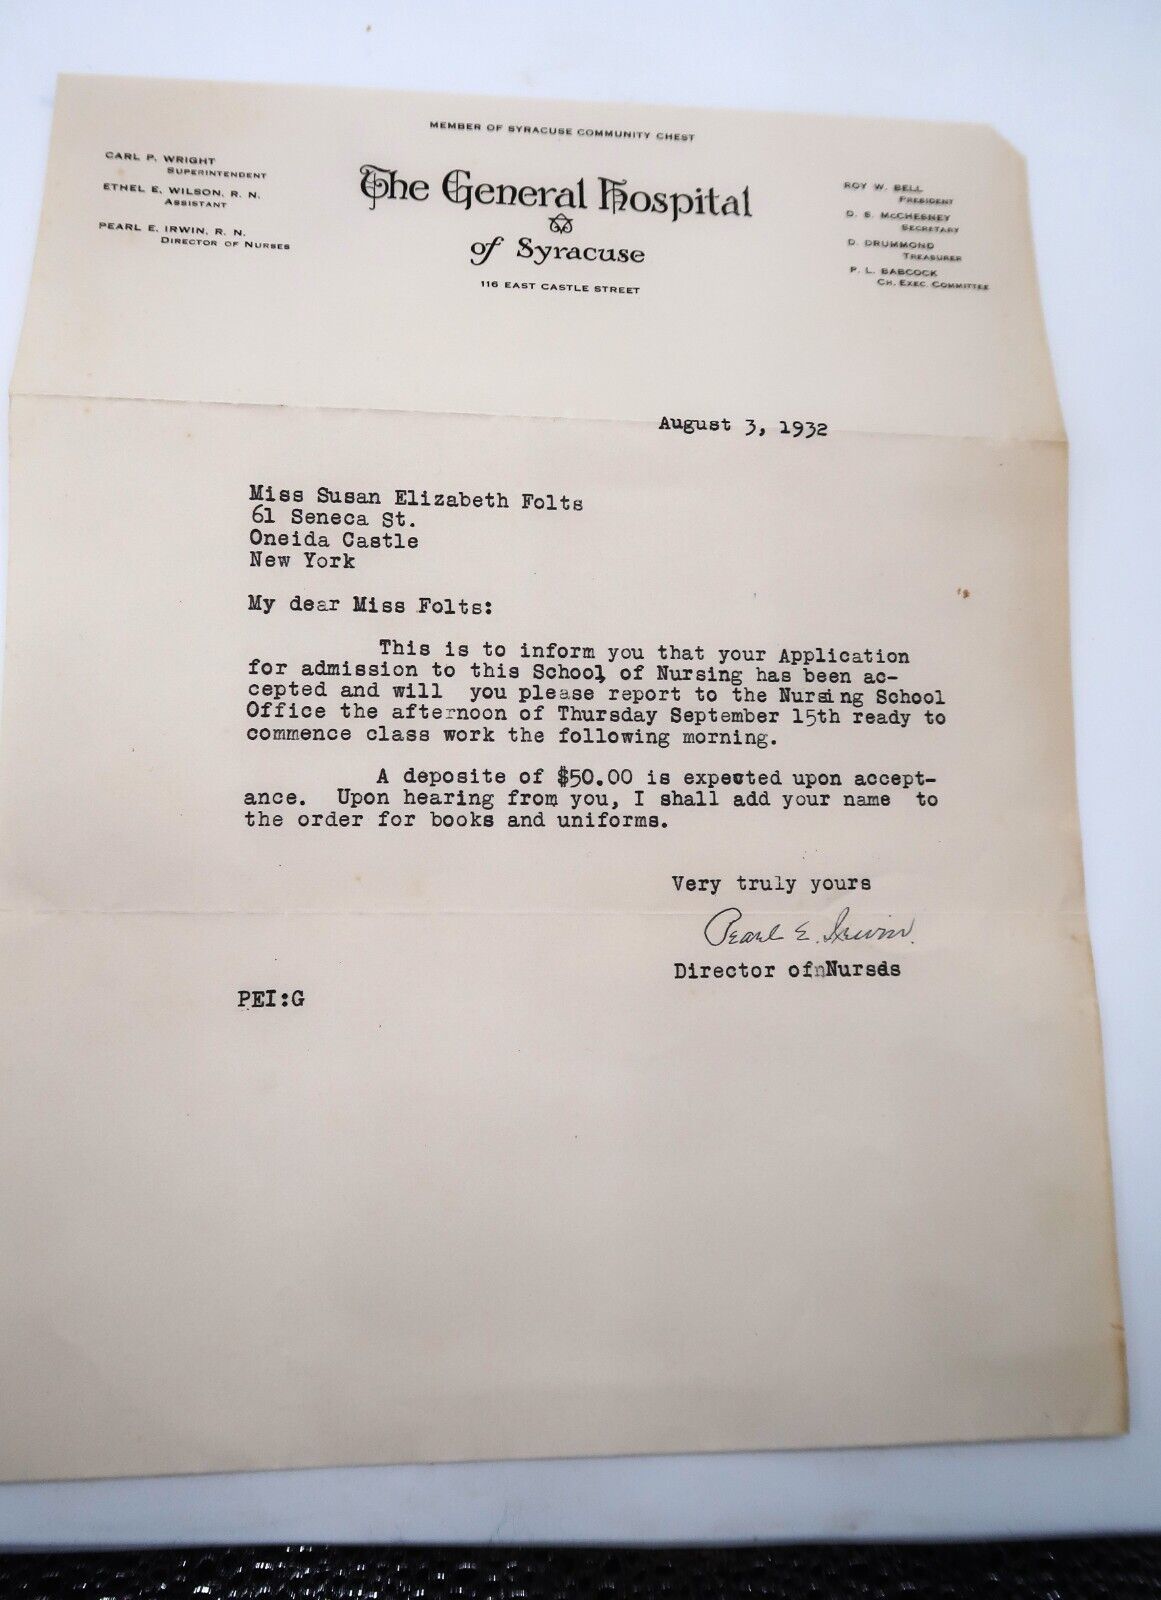 MEMBER OF SYRACUSE COMMUNITY CHEST
CARL P. WRIGHT
SUPERINTENDENT
ETHEL E. WILSON, R. N.
ASSISTANT
PEARL E. IRWIN, R. N.
DIRECTOR OF NURSES
The General Hospital
of Syracuse
116 EAST CASTLE STREET
ROY W. BELL
PRESIDENT
D. S. McCHESNEY
SECRETARY
D. DRUMMOND
TREASURER
P. L. BABCOCK
CH. EXEC. COMMITTEE
August 3, 1932
Miss Susan Elizabeth Folts
61 Seneca St.
Oneida Castle
New York
My dear Miss Folts:
This is to inform you that your Application
for admission to this School of Nursing has been ac-
cepted and will you please report to the Nursing School
Office the afternoon of Thursday September 15th ready to
commence class work the following morning.
A deposite of $50.00 is expected upon accept-
ance. Upon hearing from you, I shall add your name to
the order for books and uniforms.
Very truly yours
Pearl E. Irwin.
Director of Nurses
PEI:G